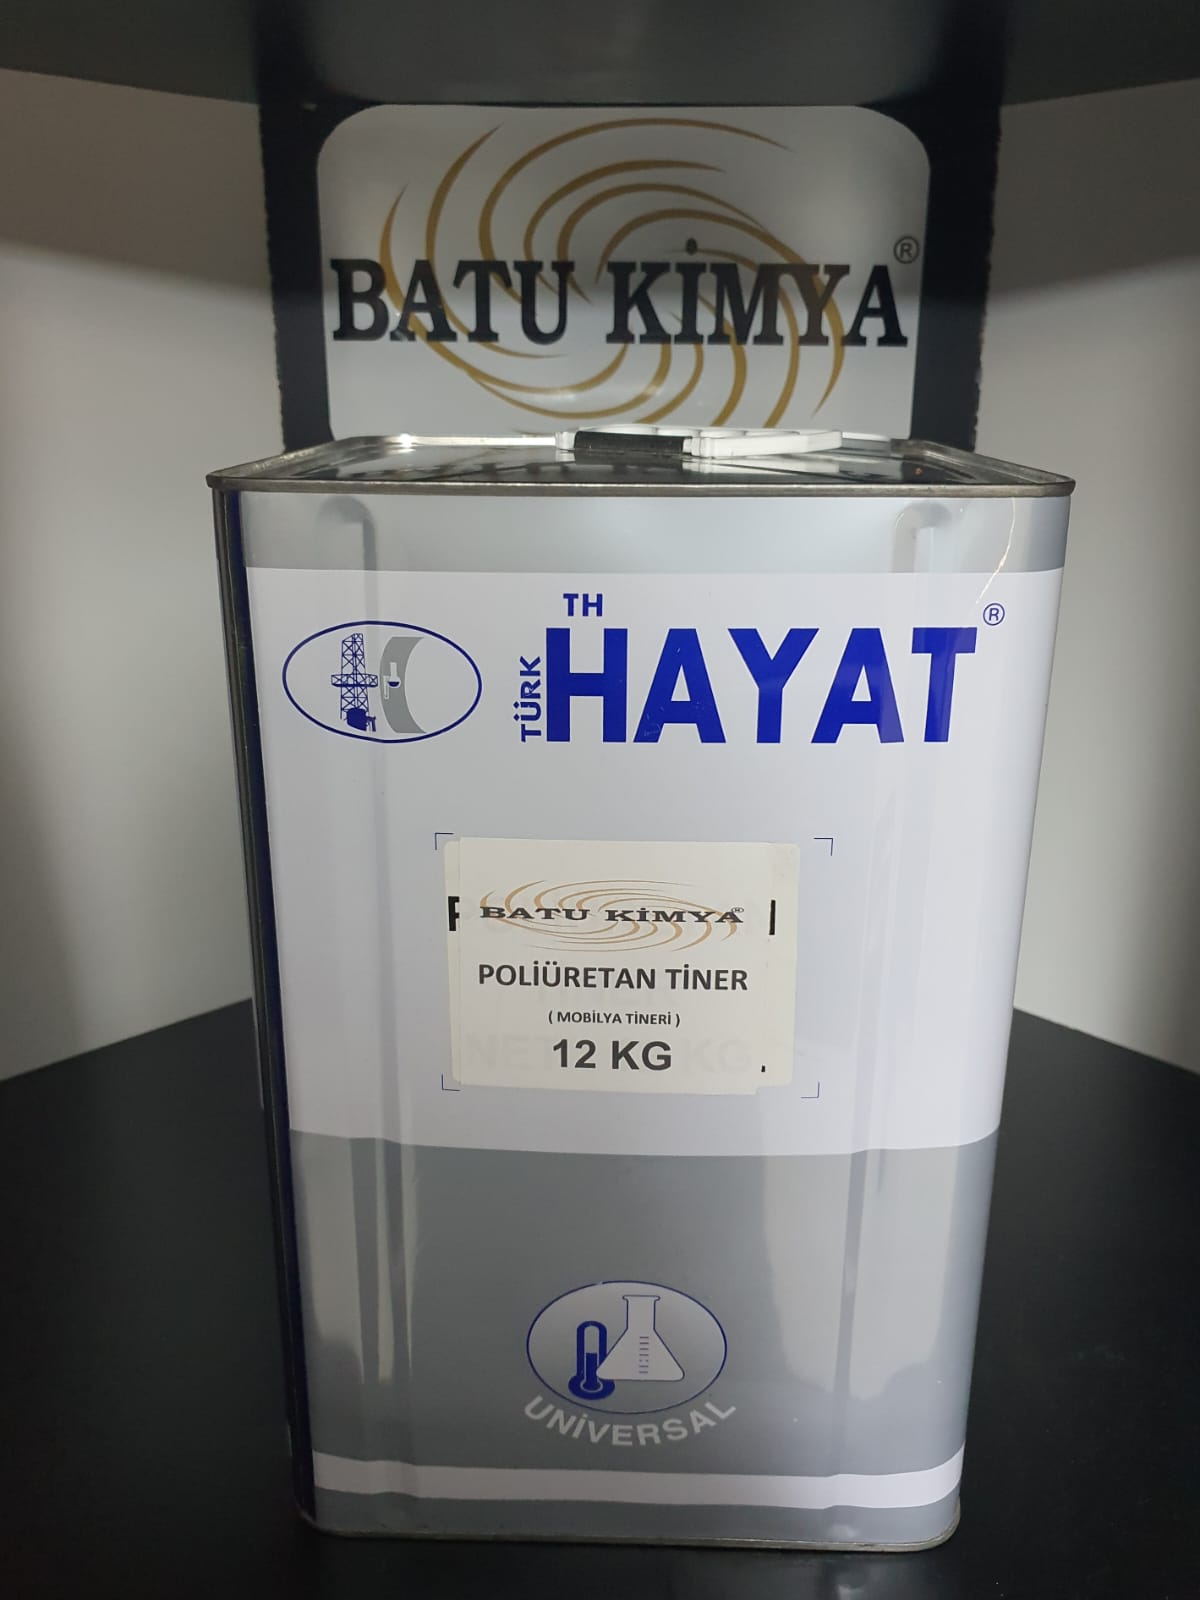 BATU KİMYA®
TH
TÜRK HAYAT®
BATU KİMYA
POLİÜRETAN TİNER
( MOBİLYA TİNERİ )
12 KG
UNİVERSAL